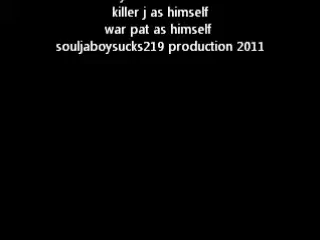 killer j as himself
war pat as himself
souljaboysucks219 production 2011